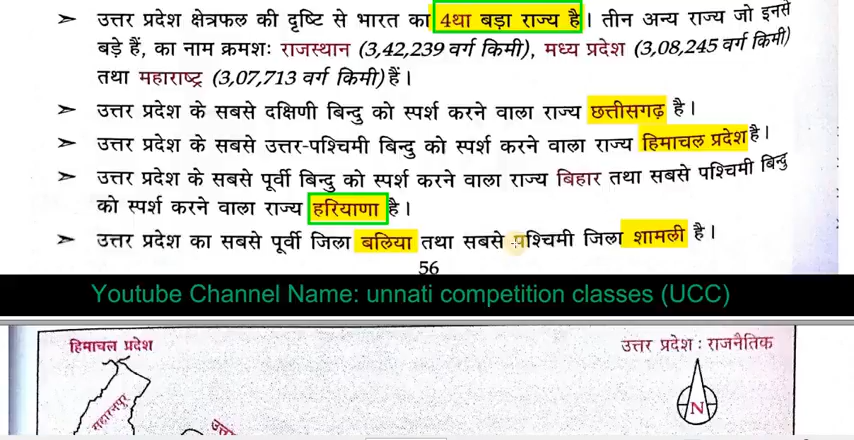 ➢ उत्तर प्रदेश क्षेत्रफल की दृष्टि से भारत का 4था बड़ा राज्य है। तीन अन्य राज्य जो इनसे
बड़े हैं, का नाम क्रमशः राजस्थान (3,42,239 वर्ग किमी), मध्य प्रदेश (3,08,245 वर्ग किमी)
तथा महाराष्ट्र (3,07,713 वर्ग किमी) हैं।
➢ उत्तर प्रदेश के सबसे दक्षिणी बिन्दु को स्पर्श करने वाला राज्य छत्तीसगढ़ है।
➢ उत्तर प्रदेश के सबसे उत्तर-पश्चिमी बिन्दु को स्पर्श करने वाला राज्य हिमाचल प्रदेश है।
➢ उत्तर प्रदेश के सबसे पूर्वी बिन्दु को स्पर्श करने वाला राज्य बिहार तथा सबसे पश्चिमी बिन्दु
को स्पर्श करने वाला राज्य हरियाणा है।
➢ उत्तर प्रदेश का सबसे पूर्वी जिला बलिया तथा सबसे पश्चिमी जिला शामली है।
56
Youtube Channel Name: unnati competition classes (UCC)
हिमाचल प्रदेश
उत्तर प्रदेश : राजनैतिक
सहारनपुर
N